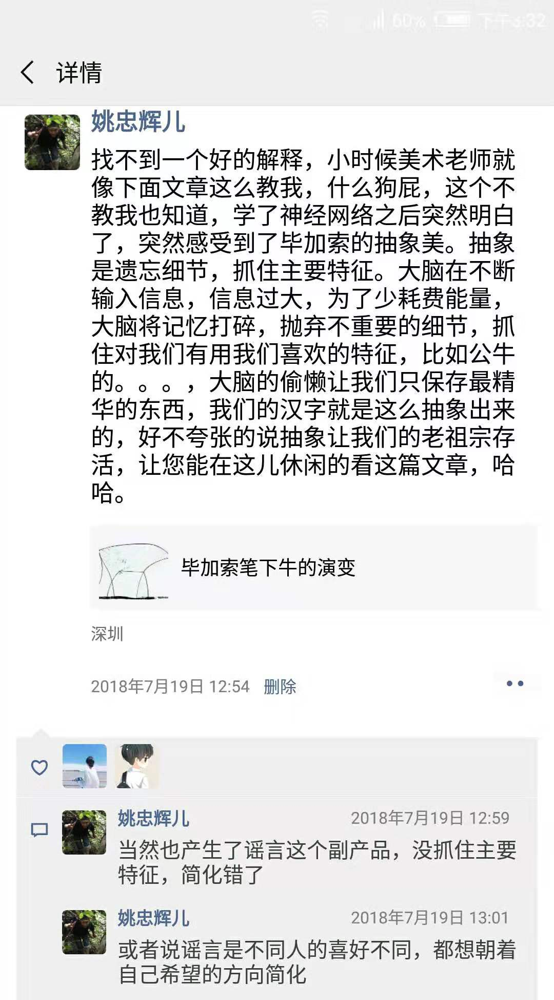 60% 下午3:32
详情
姚忠辉儿
找不到一个好的解释，小时候美术老师就
像下面文章这么教我，什么狗屁，这个不
教我也知道，学了神经网络之后突然明白
了，突然感受到了毕加索的抽象美。抽象
是遗忘细节，抓住主要特征。大脑在不断
输入信息，信息过大，为了少耗费能量，
大脑将记忆打碎，抛弃不重要的细节，抓
住对我们有用我们喜欢的特征，比如公牛
的。。。，大脑的偷懒让我们只保存最精
华的东西，我们的汉字就是这么抽象出来
的，好不夸张的说抽象让我们的老祖宗存
活，让您能在这儿休闲的看这篇文章，哈
哈。
毕加索笔下牛的演变
深圳
2018年7月19日 12:54 删除
姚忠辉儿 2018年7月19日 12:59
当然也产生了谣言这个副产品，没抓住主要
特征，简化错了
姚忠辉儿 2018年7月19日 13:01
或者说谣言是不同人的喜好不同，都想朝着
自己希望的方向简化